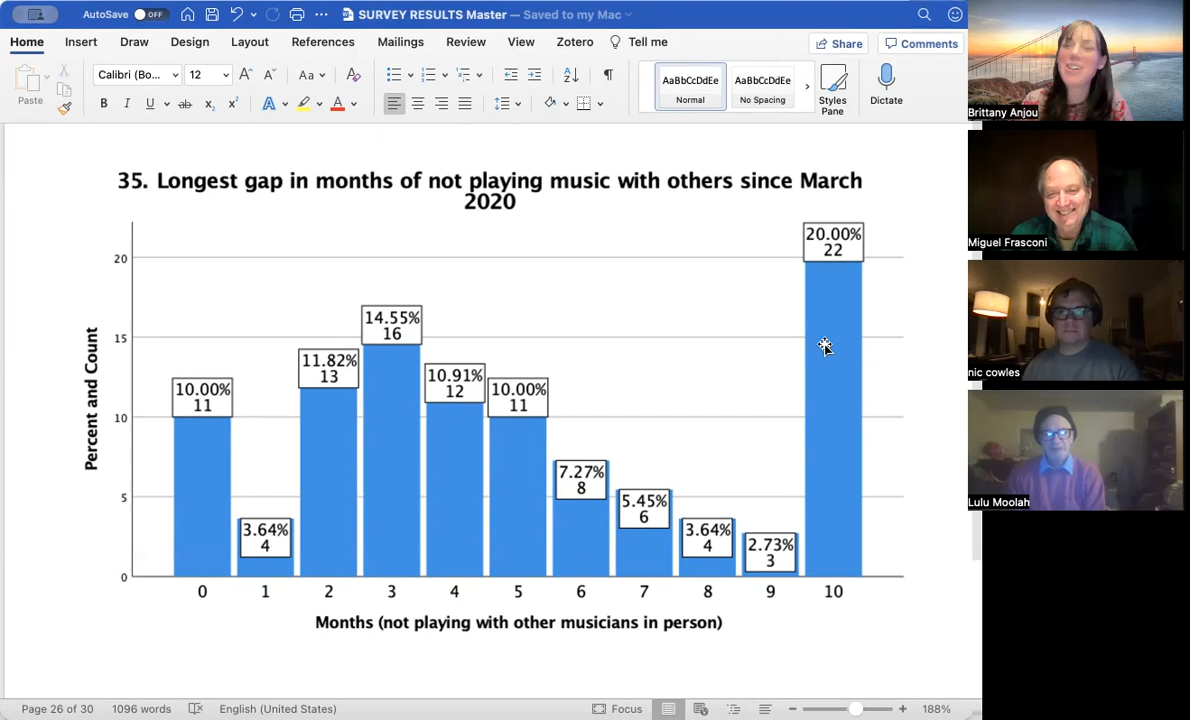 AutoSave OFF
SURVEY RESULTS Master — Saved to my Mac
Home Insert Draw Design Layout References Mailings Review View Zotero Tell me
Share Comments
Paste
Calibri (Bo... 12
AaBbCcDdEe
Normal
AaBbCcDdEe
No Spacing
Styles
Pane
Dictate
35. Longest gap in months of not playing music with others since March
2020
Percent and Count
20
15
10
5
0
10.00%
11
3.64%
4
11.82%
13
14.55%
16
10.91%
12
10.00%
11
7.27%
8
5.45%
6
3.64%
4
2.73%
3
20.00%
22
0 1 2 3 4 5 6 7 8 9 10
Months (not playing with other musicians in person)
Page 26 of 30 1096 words English (United States) Focus 188%
Brittany Anjou
Miguel Frasconi
nic cowles
Lulu Moolah